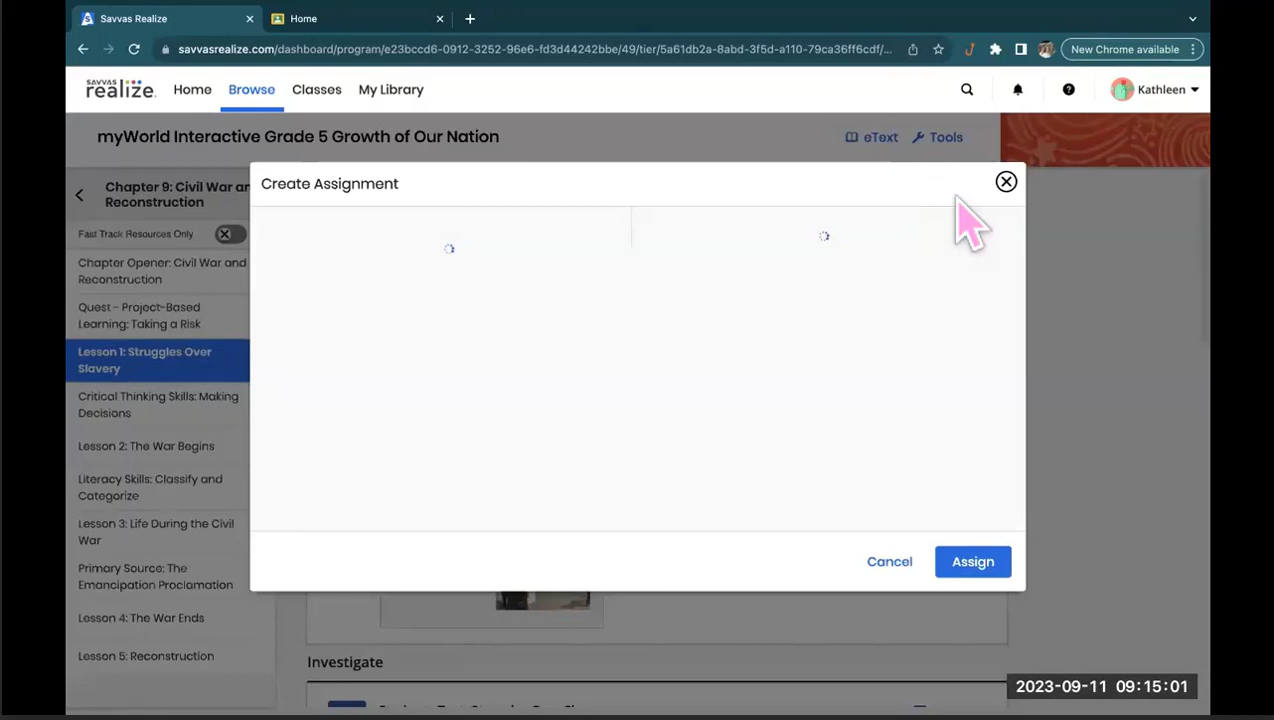 Savvas Realize
Home
savvasrealize.com/dashboard/program/e23bccd6-0912-3252-96e6-fd3d44242bbe/49/tier/5a61db2a-8abd-3f5d-a110-79ca36ff6cdf/...
New Chrome available
SAVVAS
realize.
Home
Browse
Classes
My Library
Kathleen
myWorld Interactive Grade 5 Growth of Our Nation
eText
Tools
Chapter 9: Civil War an
Reconstruction
Fast Track Resources Only
Chapter Opener: Civil War and
Reconstruction
Quest - Project-Based
Learning: Taking a Risk
Lesson 1: Struggles Over
Slavery
Critical Thinking Skills: Making
Decisions
Lesson 2: The War Begins
Literacy Skills: Classify and
Categorize
Lesson 3: Life During the Civil
War
Primary Source: The
Emancipation Proclamation
Lesson 4: The War Ends
Lesson 5: Reconstruction
Create Assignment
Cancel
Assign
Investigate
2023-09-11 09:15:01